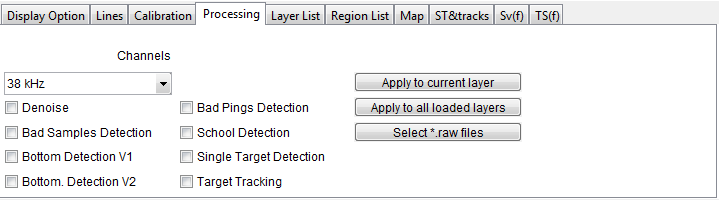 Display Option Lines Calibration Processing Layer List Region List Map ST&tracks Sv(f) TS(f)
Channels
38 kHz Apply to current layer
Denoise Bad Pings Detection Apply to all loaded layers
Bad Samples Detection School Detection Select *.raw files
Bottom Detection V1 Single Target Detection
Bottom. Detection V2 Target Tracking